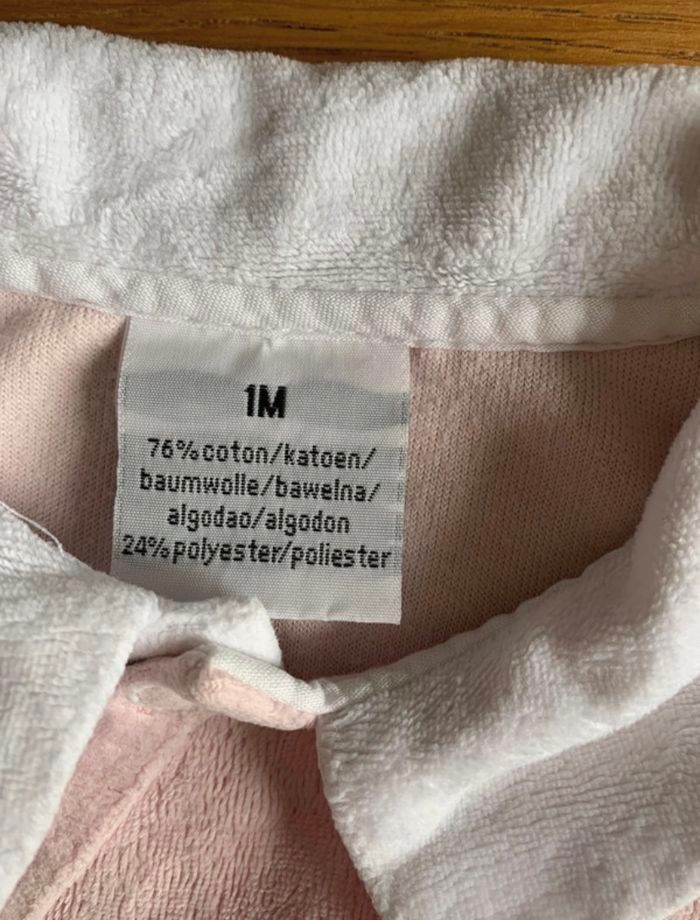 1M
76%coton/katoen/
baumwolle/bawelna/
algodao/algodon
24%polyester/poliester